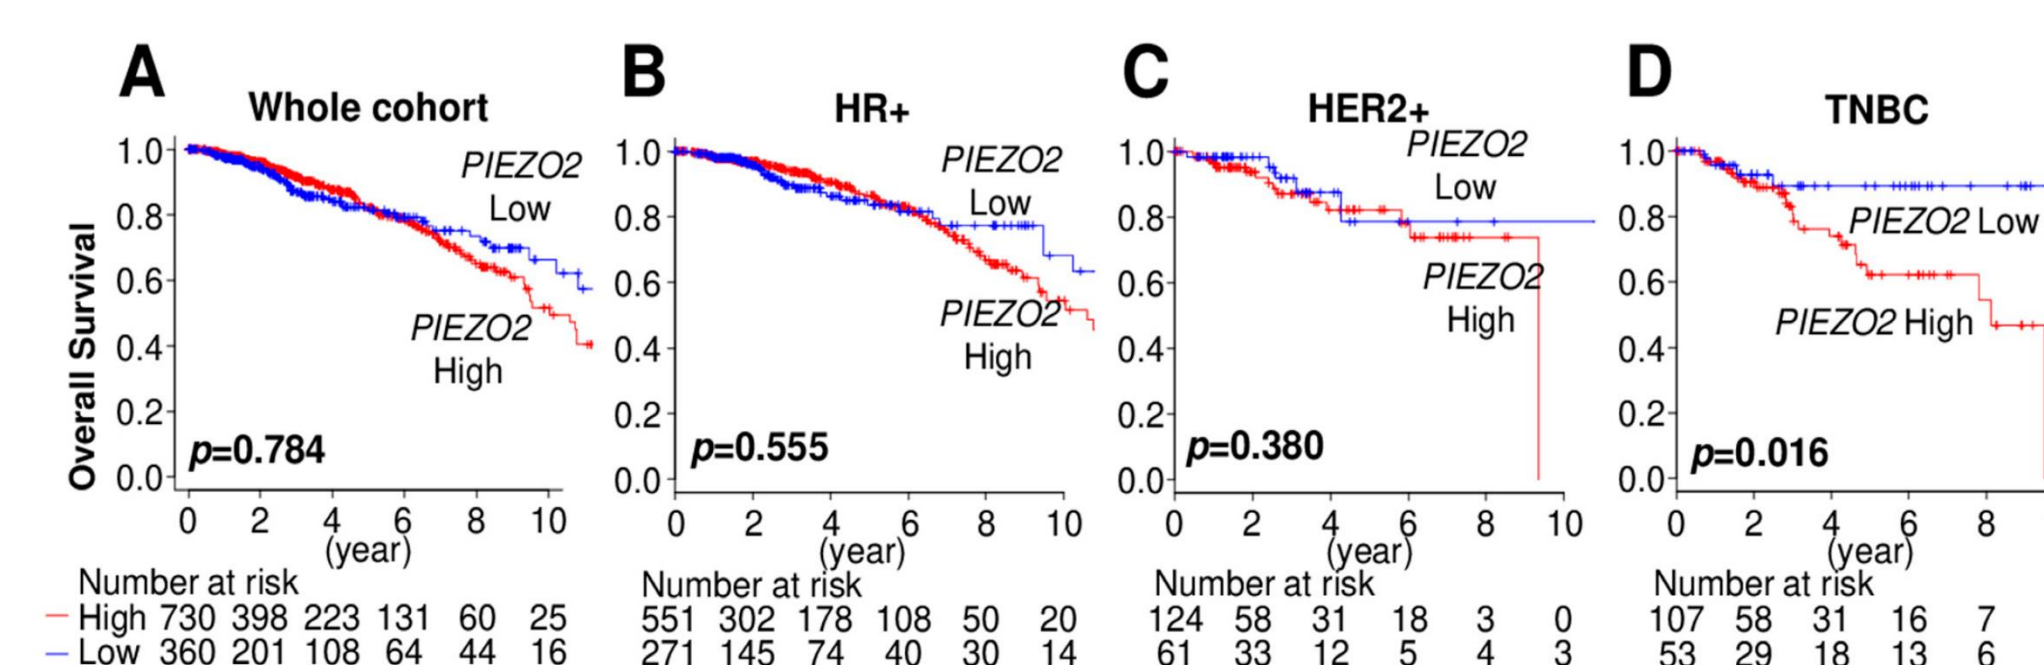 A
Whole cohort
Overall Survival
1.0
0.8
0.6
0.4
0.2
0.0
PIEZO2
Low
PIEZO2
High
p=0.784
0 2 4 6 8 10
(year)
Number at risk
High 730 398 223 131 60 25
Low 360 201 108 64 44 16
B
HR+
1.0
0.8
0.6
0.4
0.2
0.0
PIEZO2
Low
PIEZO2
High
p=0.555
0 2 4 6 8 10
(year)
Number at risk
551 302 178 108 50 20
271 145 74 40 30 14
C
HER2+
1.0
0.8
0.6
0.4
0.2
0.0
PIEZO2
Low
PIEZO2
High
p=0.380
0 2 4 6 8 10
(year)
Number at risk
124 58 31 18 3 0
61 33 12 5 4 3
D
TNBC
1.0
0.8
0.6
0.4
0.2
0.0
PIEZO2 Low
PIEZO2 High
p=0.016
0 2 4 6 8
(year)
Number at risk
107 58 31 16 7
53 29 18 13 6